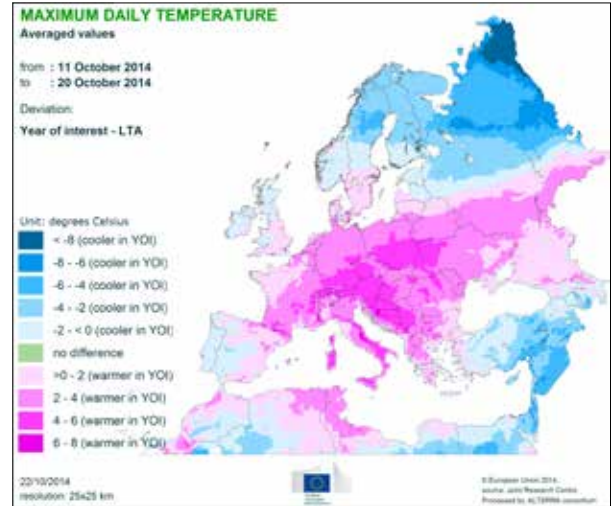 MAXIMUM DAILY TEMPERATURE
Averaged values
from : 11 October 2014
to : 20 October 2014
Deviation:
Year of interest - LTA
Unit: degrees Celsius
< -8 (cooler in YOI)
-8 - -6 (cooler in YOI)
-6 - -4 (cooler in YOI)
-4 - -2 (cooler in YOI)
-2 - < 0 (cooler in YOI)
no difference
>0 - 2 (warmer in YOI)
2 - 4 (warmer in YOI)
4 - 6 (warmer in YOI)
6 - 8 (warmer in YOI)
22/10/2014
resolution: 25x25 km
© European Union 2014
source: Joint Research Centre
Processed by ALTERRA consortium